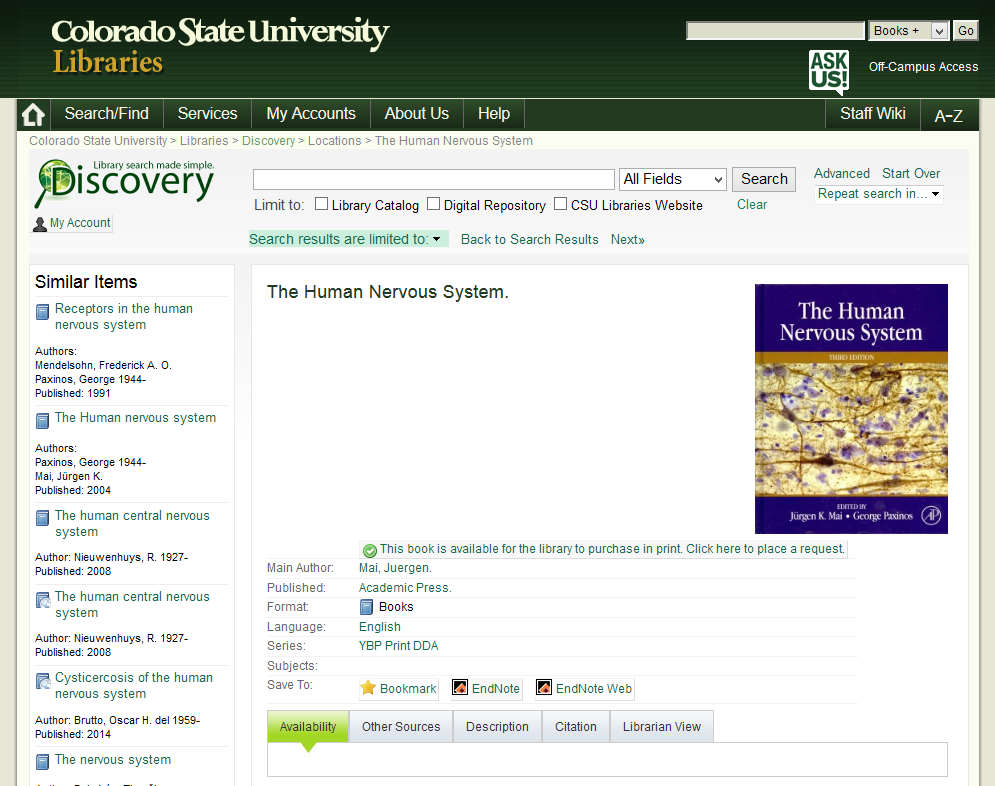 Colorado State University
Libraries
Books +
Go
ASK
US!
Off-Campus Access
Search/Find
Services
My Accounts
About Us
Help
Staff Wiki
A-Z
Colorado State University > Libraries > Discovery > Locations > The Human Nervous System
Library search made simple.
Discovery
My Account
All Fields
Search
Advanced
Start Over
Repeat search in...
Clear
Limit to:
Library Catalog
Digital Repository
CSU Libraries Website
Search results are limited to:
Back to Search Results
Next»
Similar Items
Receptors in the human
nervous system
Authors:
Mendelsohn, Frederick A. O.
Paxinos, George 1944-
Published: 1991
The Human nervous system
Authors:
Paxinos, George 1944-
Mai, Jürgen K.
Published: 2004
The human central nervous
system
Author: Nieuwenhuys, R. 1927-
Published: 2008
The human central nervous
system
Author: Nieuwenhuys, R. 1927-
Published: 2008
Cysticercosis of the human
nervous system
Author: Brutto, Oscar H. del 1959-
Published: 2014
The nervous system
The Human Nervous System.
The Human
Nervous System
THIRD EDITION
EDITED BY
Jürgen K. Mai • George Paxinos
AP
This book is available for the library to purchase in print. Click here to place a request.
Main Author: Mai, Juergen.
Published: Academic Press.
Format: Books
Language: English
Series: YBP Print DDA
Subjects:
Save To: Bookmark EndNote EndNote Web
Availability
Other Sources
Description
Citation
Librarian View